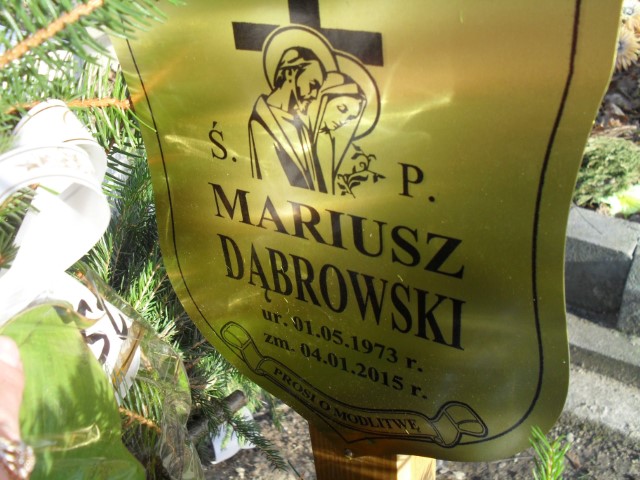 Ś. P.
MARIUSZ
DĄBROWSKI
ur. 01.05.1973 r.
zm. 04.01.2015 r.
PROSI O MODLITWĘ